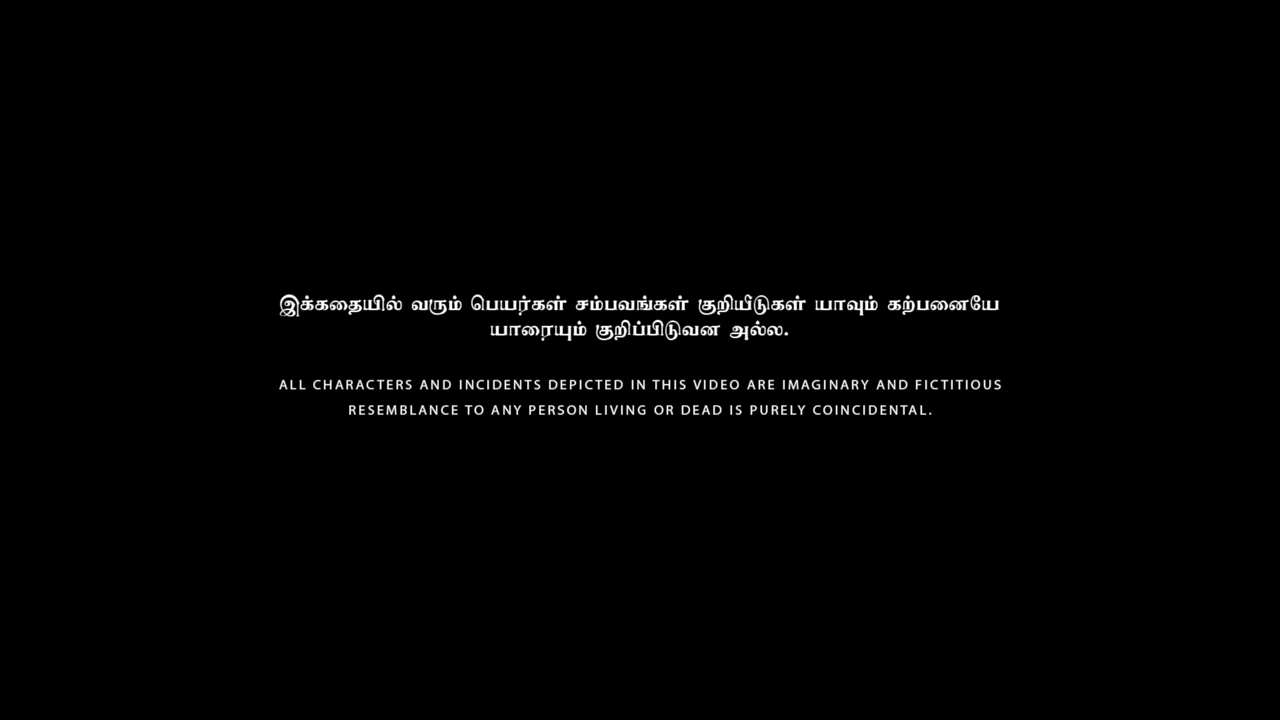 இக்கதையில் வரும் பெயர்கள் சம்பவங்கள் குறியீடுகள் யாவும் கற்பனையே
யாரையும் குறிப்பிடுவன அல்ல.
ALL CHARACTERS AND INCIDENTS DEPICTED IN THIS VIDEO ARE IMAGINARY AND FICTITIOUS
RESEMBLANCE TO ANY PERSON LIVING OR DEAD IS PURELY COINCIDENTAL.